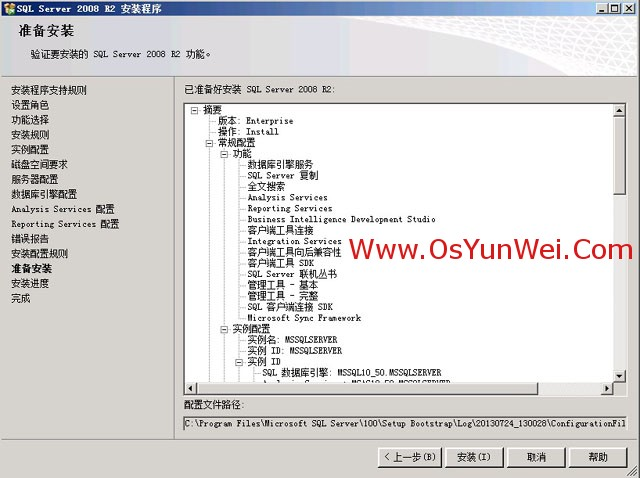 SQL Server 2008 R2 安装程序
准备安装
验证要安装的 SQL Server 2008 R2 功能。
安装程序支持规则
设置角色
功能选择
安装规则
实例配置
磁盘空间要求
服务器配置
数据库引擎配置
Analysis Services 配置
Reporting Services 配置
错误报告
安装配置规则
准备安装
安装进度
完成
已准备好安装 SQL Server 2008 R2:
摘要
版本: Enterprise
操作: Install
常规配置
功能
数据库引擎服务
SQL Server 复制
全文搜索
Analysis Services
Reporting Services
Business Intelligence Development Studio
客户端工具连接
Integration Services
客户端工具向后兼容性
客户端工具 SDK
SQL Server 联机丛书
管理工具 - 基本
管理工具 - 完整
SQL 客户端连接 SDK
Microsoft Sync Framework
实例配置
实例名: MSSQLSERVER
实例 ID: MSSQLSERVER
实例 ID
SQL 数据库引擎: MSSQL10_50.MSSQLSERVER
Analysis Services: MSAS10_50.MSSQLSERVER
Www.OsYunWei.Com
配置文件路径:
C:\Program Files\Microsoft SQL Server\100\Setup Bootstrap\Log\20130724_130028\ConfigurationFil
< 上一步(B)
安装(I)
取消
帮助